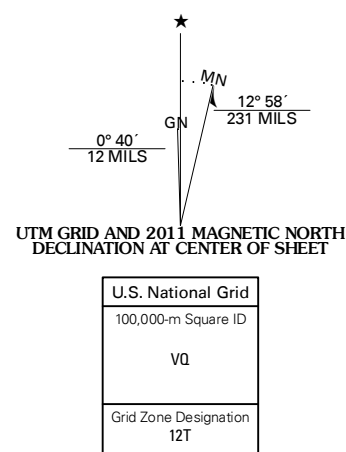 ★
MN
GN
12° 58´
231 MILS
0° 40´
12 MILS
UTM GRID AND 2011 MAGNETIC NORTH
DECLINATION AT CENTER OF SHEET
U.S. National Grid
100,000-m Square ID
VQ
Grid Zone Designation
12T